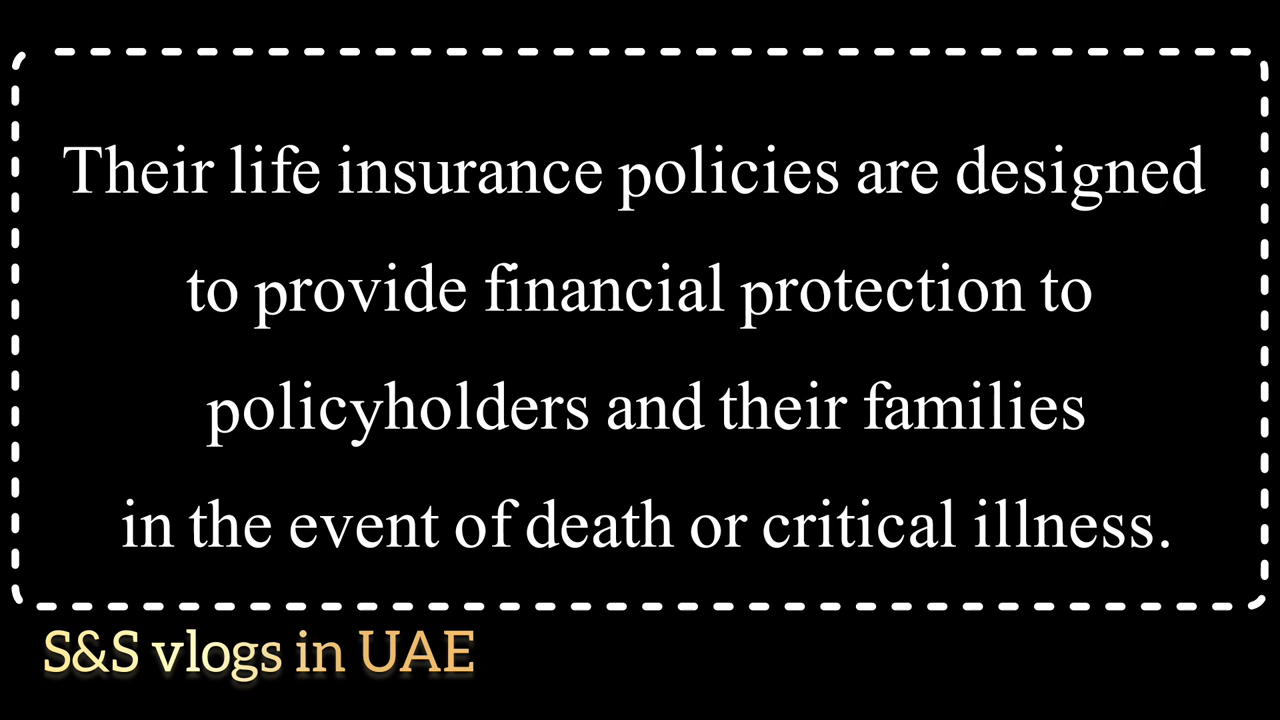 Their life insurance policies are designed
to provide financial protection to
policyholders and their families
in the event of death or critical illness.
S&S vlogs in UAE